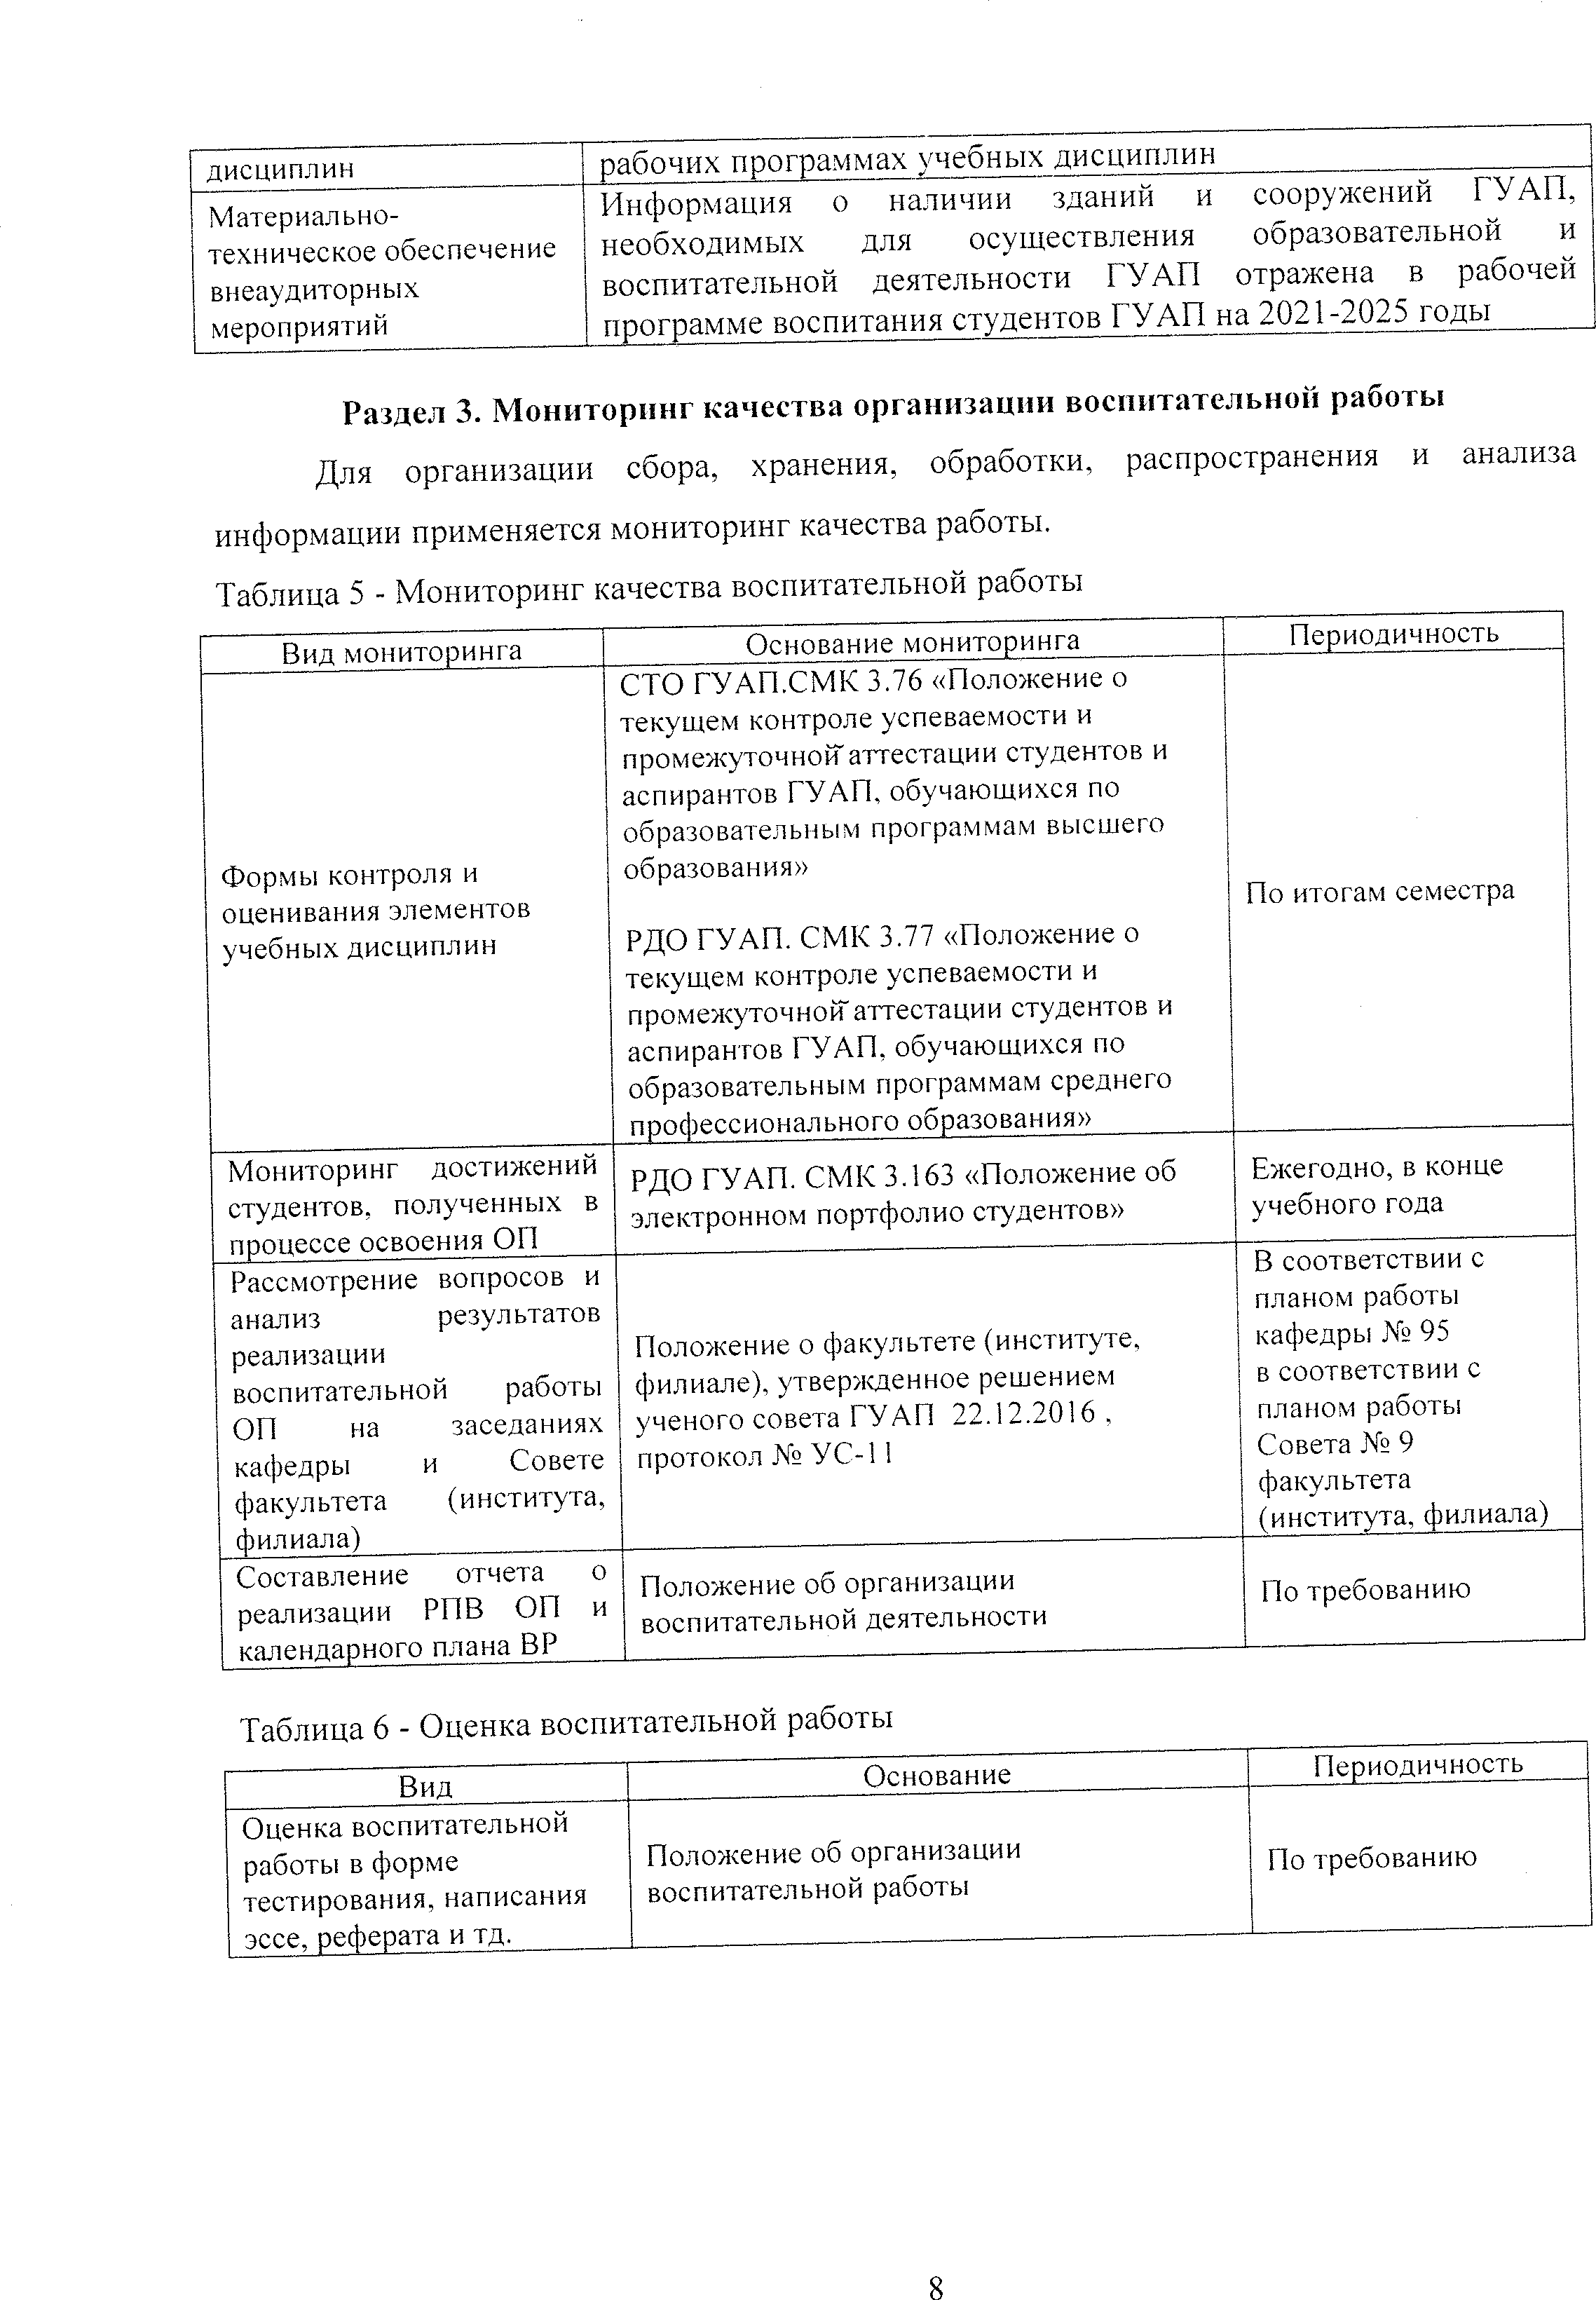 дисциплин
рабочих программах учебных дисциплин
Материально-
техническое обеспечение
внеаудиторных
мероприятий
Информация о наличии зданий и сооружений ГУАП,
необходимых для осуществления образовательной и
воспитательной деятельности ГУАП отражена в рабочей
программе воспитания студентов ГУАП на 2021-2025 годы
Раздел 3. Мониторинг качества организации воспитательной работы
Для организации сбора, хранения, обработки, распространения и анализа
информации применяется мониторинг качества работы.
Таблица 5 - Мониторинг качества воспитательной работы
Вид мониторинга
Основание мониторинга
Периодичность
Формы контроля и
оценивания элементов
учебных дисциплин
СТО ГУАП.СМК 3.76 «Положение о
текущем контроле успеваемости и
промежуточной аттестации студентов и
аспирантов ГУАП, обучающихся по
образовательным программам высшего
образования»
РДО ГУАП. СМК 3.77 «Положение о
текущем контроле успеваемости и
промежуточной аттестации студентов и
аспирантов ГУАП, обучающихся по
образовательным программам среднего
профессионального образования»
По итогам семестра
Мониторинг достижений
студентов, полученных в
процессе освоения ОП
РДО ГУАП. СМК 3.163 «Положение об
электронном портфолио студентов»
Ежегодно, в конце
учебного года
Рассмотрение вопросов и
анализ результатов
реализации
воспитательной работы
ОП на заседаниях
кафедры и Совете
факультета (института,
филиала)
Положение о факультете (институте,
филиале), утвержденное решением
ученого совета ГУАП 22.12.2016 ,
протокол № УС-11
В соответствии с
планом работы
кафедры № 95
в соответствии с
планом работы
Совета № 9
факультета
(института, филиала)
Составление отчета о
реализации РПВ ОП и
календарного плана ВР
Положение об организации
воспитательной деятельности
По требованию
Таблица 6 - Оценка воспитательной работы
Вид
Основание
Периодичность
Оценка воспитательной
работы в форме
тестирования, написания
эссе, реферата и тд.
Положение об организации
воспитательной работы
По требованию
8